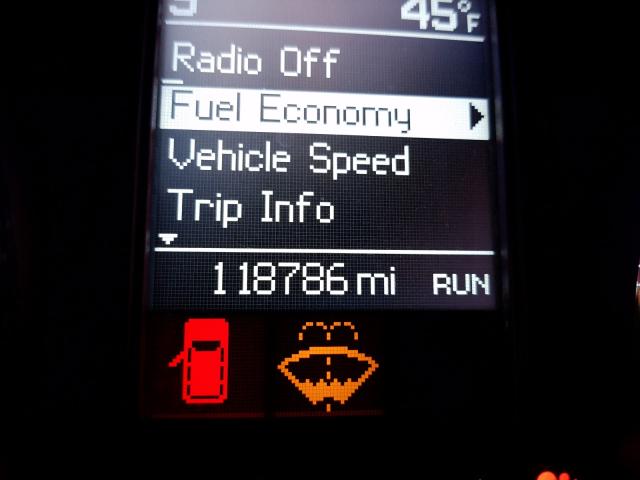 45°F
Radio Off
Fuel Economy
Vehicle Speed
Trip Info
118786 mi RUN